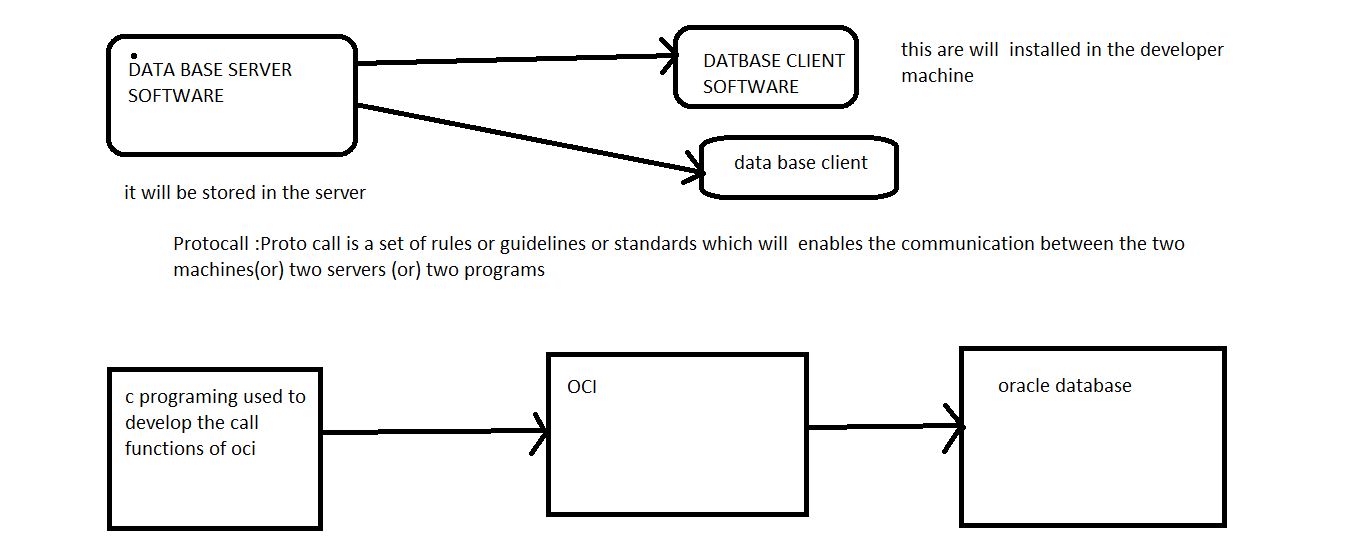 DATA BASE SERVER
SOFTWARE
DATBASE CLIENT
SOFTWARE
this are will installed in the developer
machine
data base client
it will be stored in the server
Protocall :Proto call is a set of rules or guidelines or standards which will enables the communication between the two
machines(or) two servers (or) two programs
c programing used to
develop the call
functions of oci
OCI
oracle database